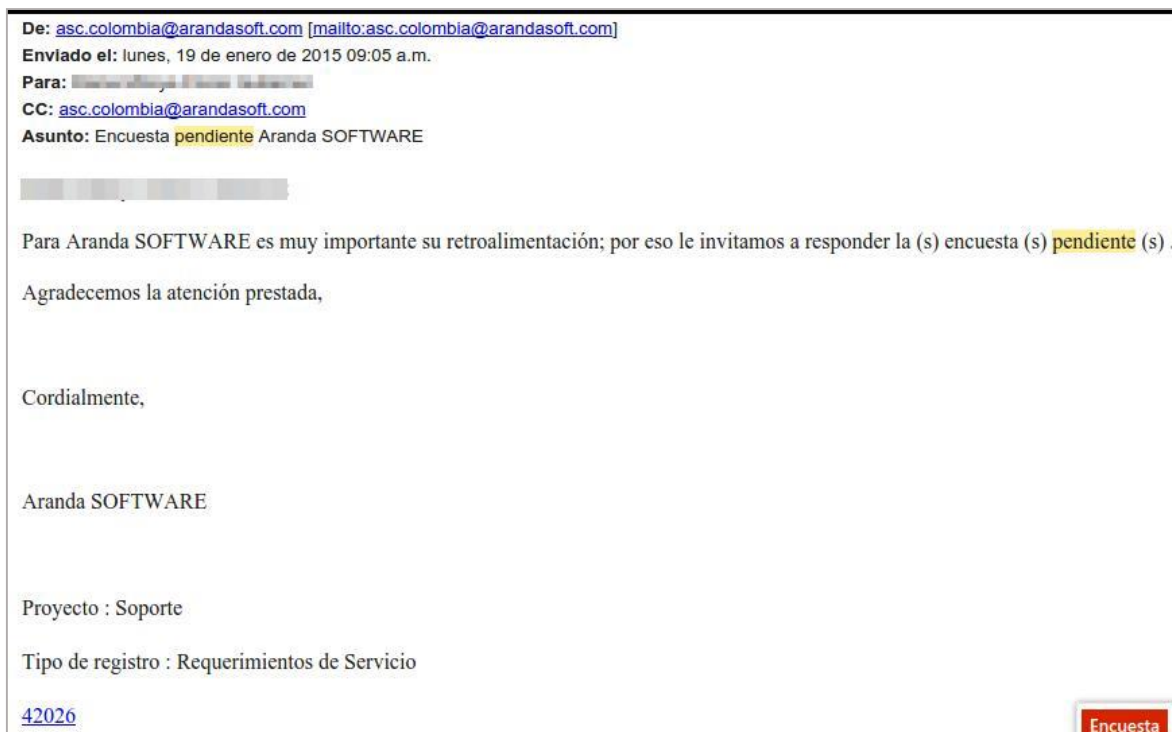 De: asc.colombia@arandasoft.com [mailto:asc.colombia@arandasoft.com]
Enviado el: lunes, 19 de enero de 2015 09:05 a.m.
Para:
CC: asc.colombia@arandasoft.com
Asunto: Encuesta pendiente Aranda SOFTWARE
Para Aranda SOFTWARE es muy importante su retroalimentación; por eso le invitamos a responder la (s) encuesta (s) pendiente (s) .
Agradecemos la atención prestada,
Cordialmente,
Aranda SOFTWARE
Proyecto : Soporte
Tipo de registro : Requerimientos de Servicio
42026
Encuesta